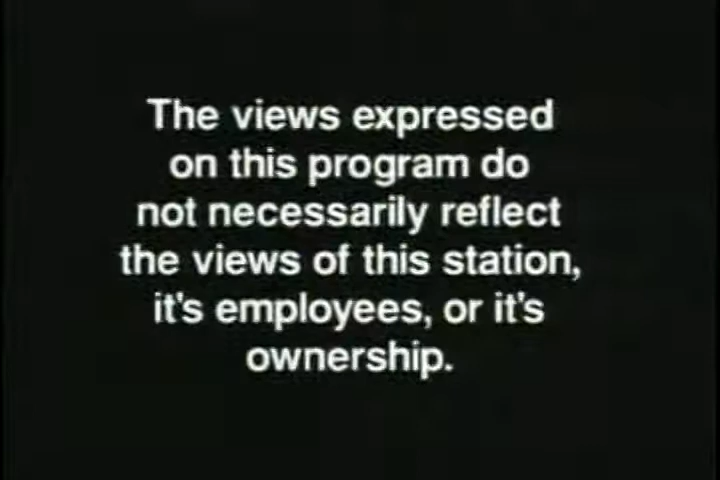 The views expressed
on this program do
not necessarily reflect
the views of this station,
it's employees, or it's
ownership.